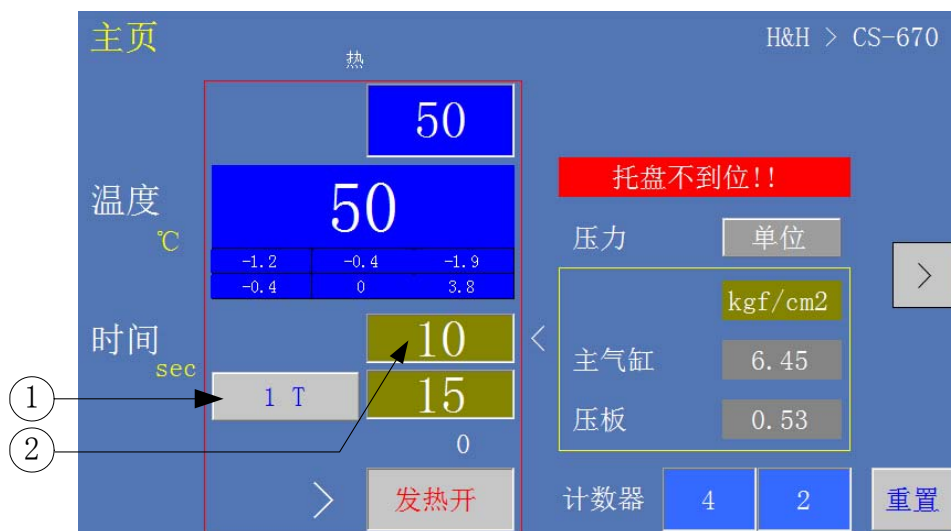 主页
H&H > CS-670
热
50
托盘不到位!!
温度
℃
50
-1.2 -0.4 -1.9
-0.4 0 3.8
压力 单位
>
kgf/cm2
时间
sec
10
<
主气缸 6.45
① 1 T 15
压板 0.53
②
0
> 发热开
计数器 4 2 重置